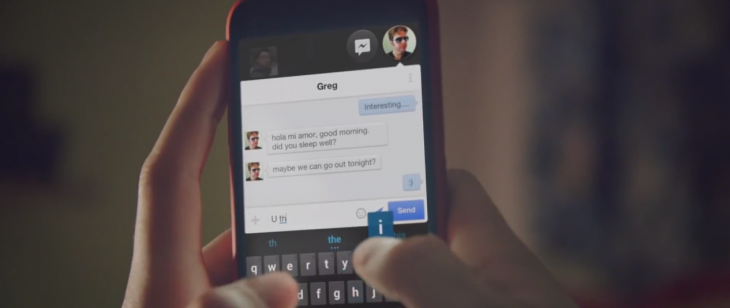 Greg
Interesting....
hola mi amor, good morning.
did you sleep well?
maybe we can go out tonight?
:)
+ U tri Send
i
th the
q w e r t y
d f g h j